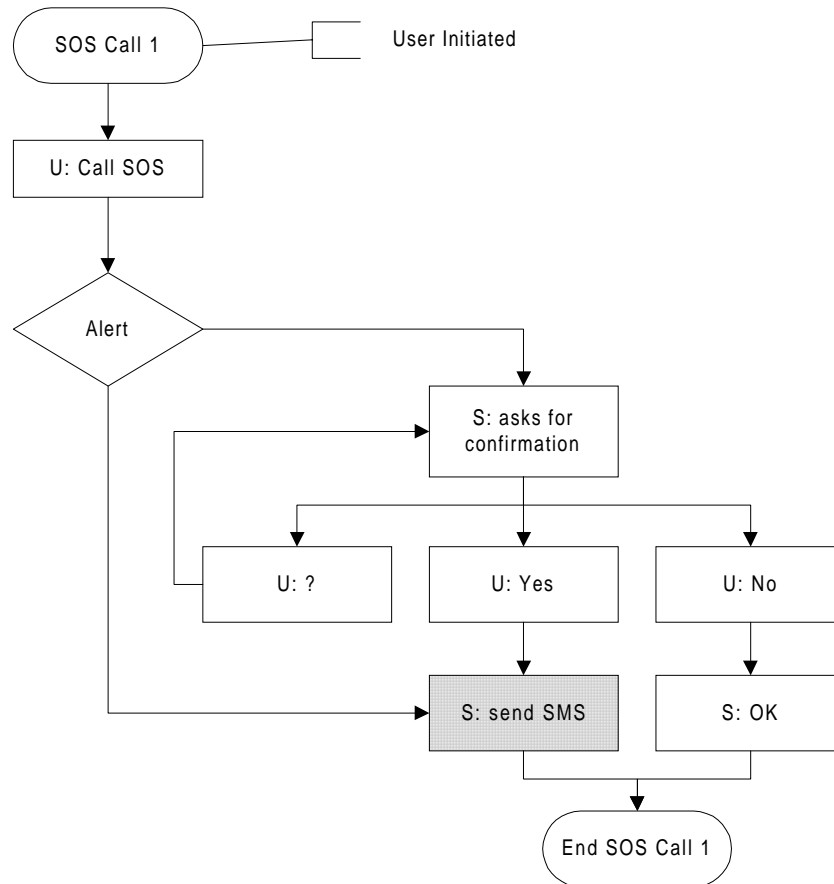 SOS Call 1
User Initiated
U: Call SOS
Alert
S: asks for
confirmation
U: ?
U: Yes
U: No
S: send SMS
S: OK
End SOS Call 1